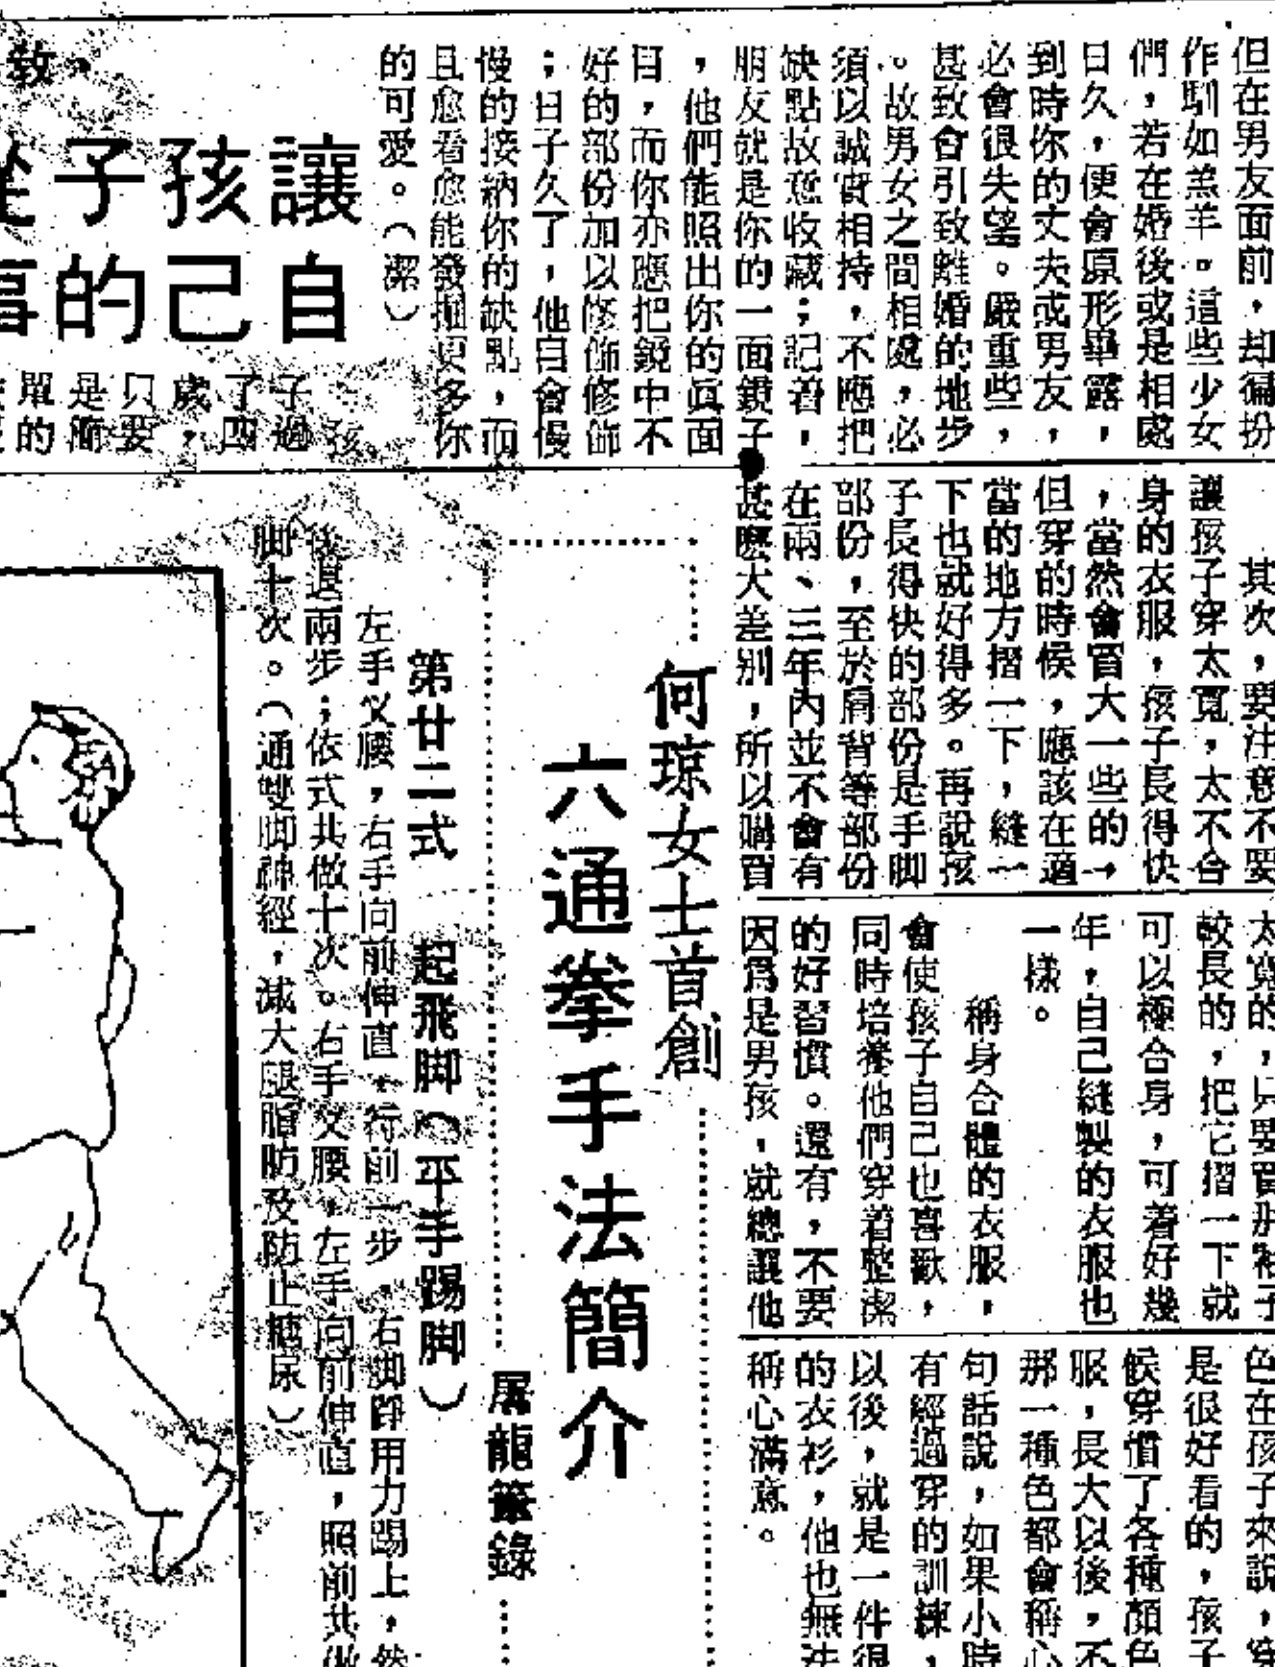 但在男友面前，却偏扮
作馴如羔羊。這些少女
們，若在婚後或是相處
日久，便會原形畢露，
到時你的丈夫或男友，
必會很失望。嚴重些，
甚致會引致離婚的地步
。故男女之間相處，必
須以誠實相持，不應把
缺點故意收藏；記着，
朋友就是你的一面鏡子
，他們能照出你的眞面
目，而你亦應把鏡中不
好的部份加以修飾修飾
；日子久了，他自會慢
慢的接納你的缺點，而
且愈看愈能發掘更多你
的可愛。（潔）
讓孩子從
自己的事
孩
子過
了四
歲，
只要
是簡
單的
其次，要注意不要
讓孩子穿太寬，太不合
身的衣服，孩子長得快
，當然會買大一些的，
但穿的時候，應該在適
當的地方摺一下，縫一
下也就好得多。再說孩
子長得快的部份是手脚
部份，至於肩背等部份
在兩、三年內並不會有
甚麽大差别，所以購買
太寬的，只要買那袖子
較長的，把它摺一下就
可以極合身，可着好幾
年，自己縫製的衣服也
一樣。
稱身合體的衣服，
會使孩子自己也喜歡，
同時培養他們穿着整潔
的好習慣。還有，不要
因爲是男孩，就總讓他
色在孩子來說，穿
是很好看的，孩子
候穿慣了各種顏色
服，長大以後，不
那一種色都會稱心
句話說，如果小時
有經過穿的訓練，
以後，就是一件很
的衣衫，他也無法
稱心滿意。
何琼女士首創
六通拳手法簡介
屠龍筆錄
第廿二式　起飛脚（平手踢脚）
左手叉腰，右手向前伸直，行前一步，右脚踭用力踢上，然
後退兩步；依式共做十次。右手叉腰，左手向前伸直，照前共做
脚十次。（通雙脚神經，減大腿脂肪及防止糖尿）